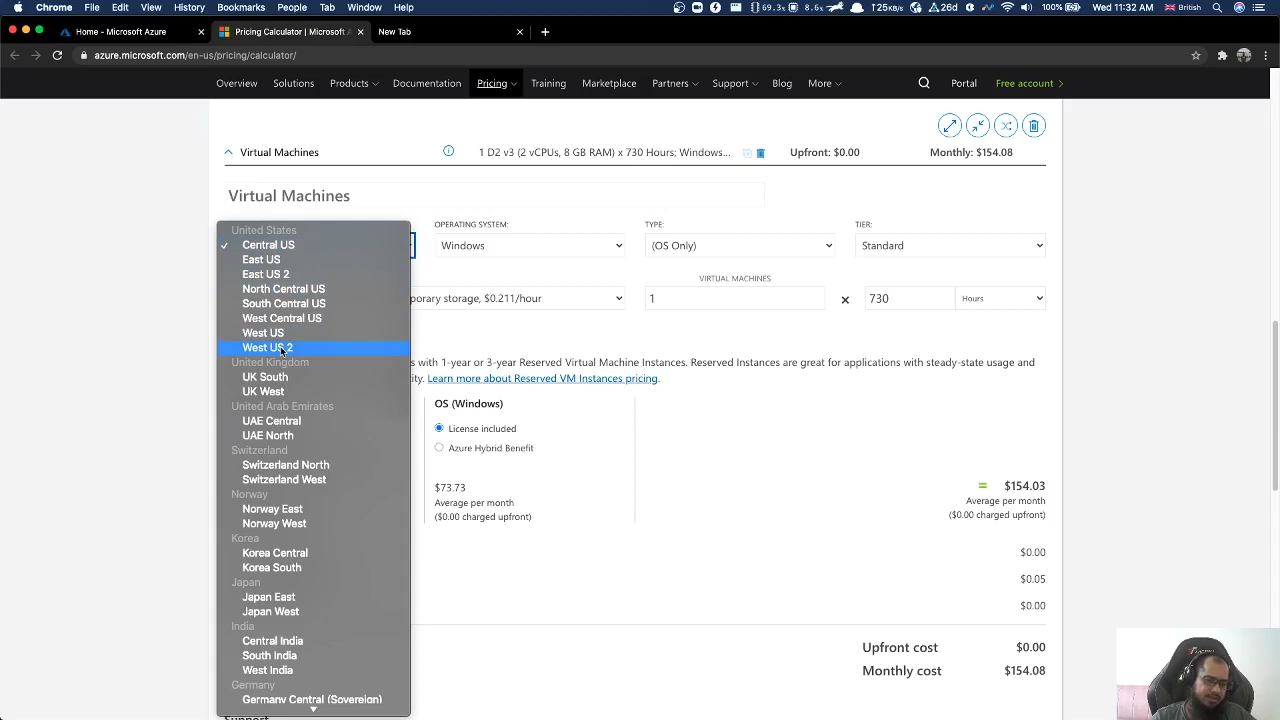 Chrome File Edit View History Bookmarks People Tab Window Help 100% Wed 11:32 AM British
Home - Microsoft Azure
Pricing Calculator | Microsoft A
New Tab
azure.microsoft.com/en-us/pricing/calculator/
Overview Solutions Products Pricing Training Marketplace Partners Support Blog More Portal Free account
Virtual Machines 1 D2 v3 (2 vCPUs, 8 GB RAM) x 730 Hours; Windows... Upfront: $0.00 Monthly: $154.08
Virtual Machines
OPERATING SYSTEM: TYPE: TIER:
Windows (OS Only) Standard
VIRTUAL MACHINES
porary storage, $0.211/hour 1 × 730 Hours
United States
Central US
East US
East US 2
North Central US
South Central US
West Central US
West US
West US 2
United Kingdom
UK South
UK West
United Arab Emirates
UAE Central
UAE North
Switzerland
Switzerland North
Switzerland West
Norway
Norway East
Norway West
Korea
Korea Central
Korea South
Japan
Japan East
Japan West
India
Central India
South India
West India
Germany
Germany Central (Sovereign)
s with 1-year or 3-year Reserved Virtual Machine Instances. Reserved Instances are great for applications with steady-state usage and
city. Learn more about Reserved VM Instances pricing.
OS (Windows)
License included
Azure Hybrid Benefit
$73.73
Average per month
($0.00 charged upfront)
= $154.03
Average per month
($0.00 charged upfront)
$0.00
$0.05
$0.00
Upfront cost $0.00
Monthly cost $154.08
Support